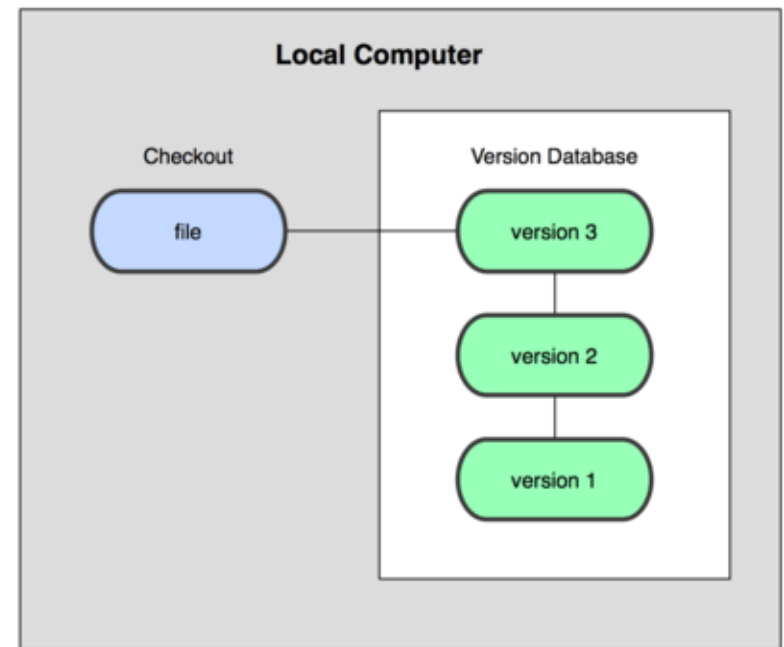 Local Computer
Checkout
Version Database
file
version 3
version 2
version 1